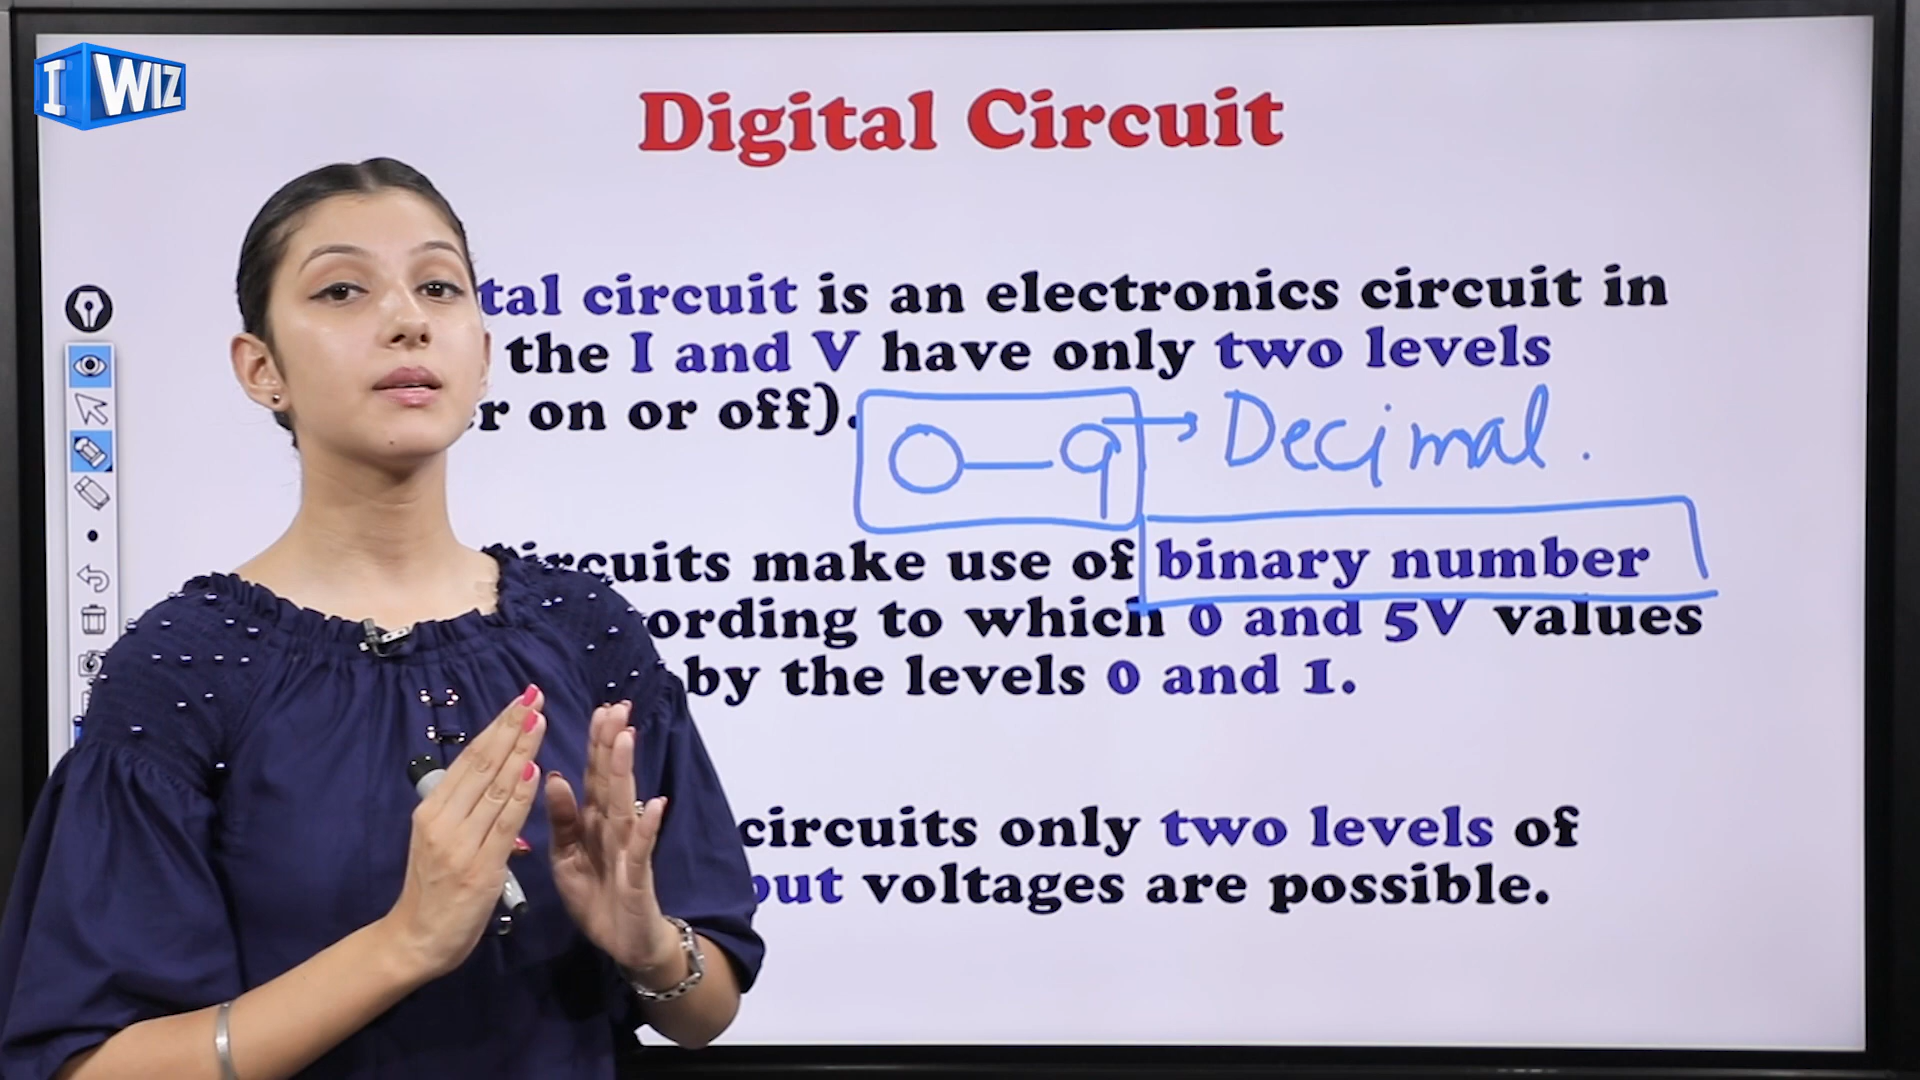 I WIZ
Digital Circuit
tal circuit is an electronics circuit in
the I and V have only two levels
r on or off).
0 — 9 → Decimal.
circuits make use of binary number
ording to which 0 and 5V values
by the levels 0 and 1.
circuits only two levels of
put voltages are possible.